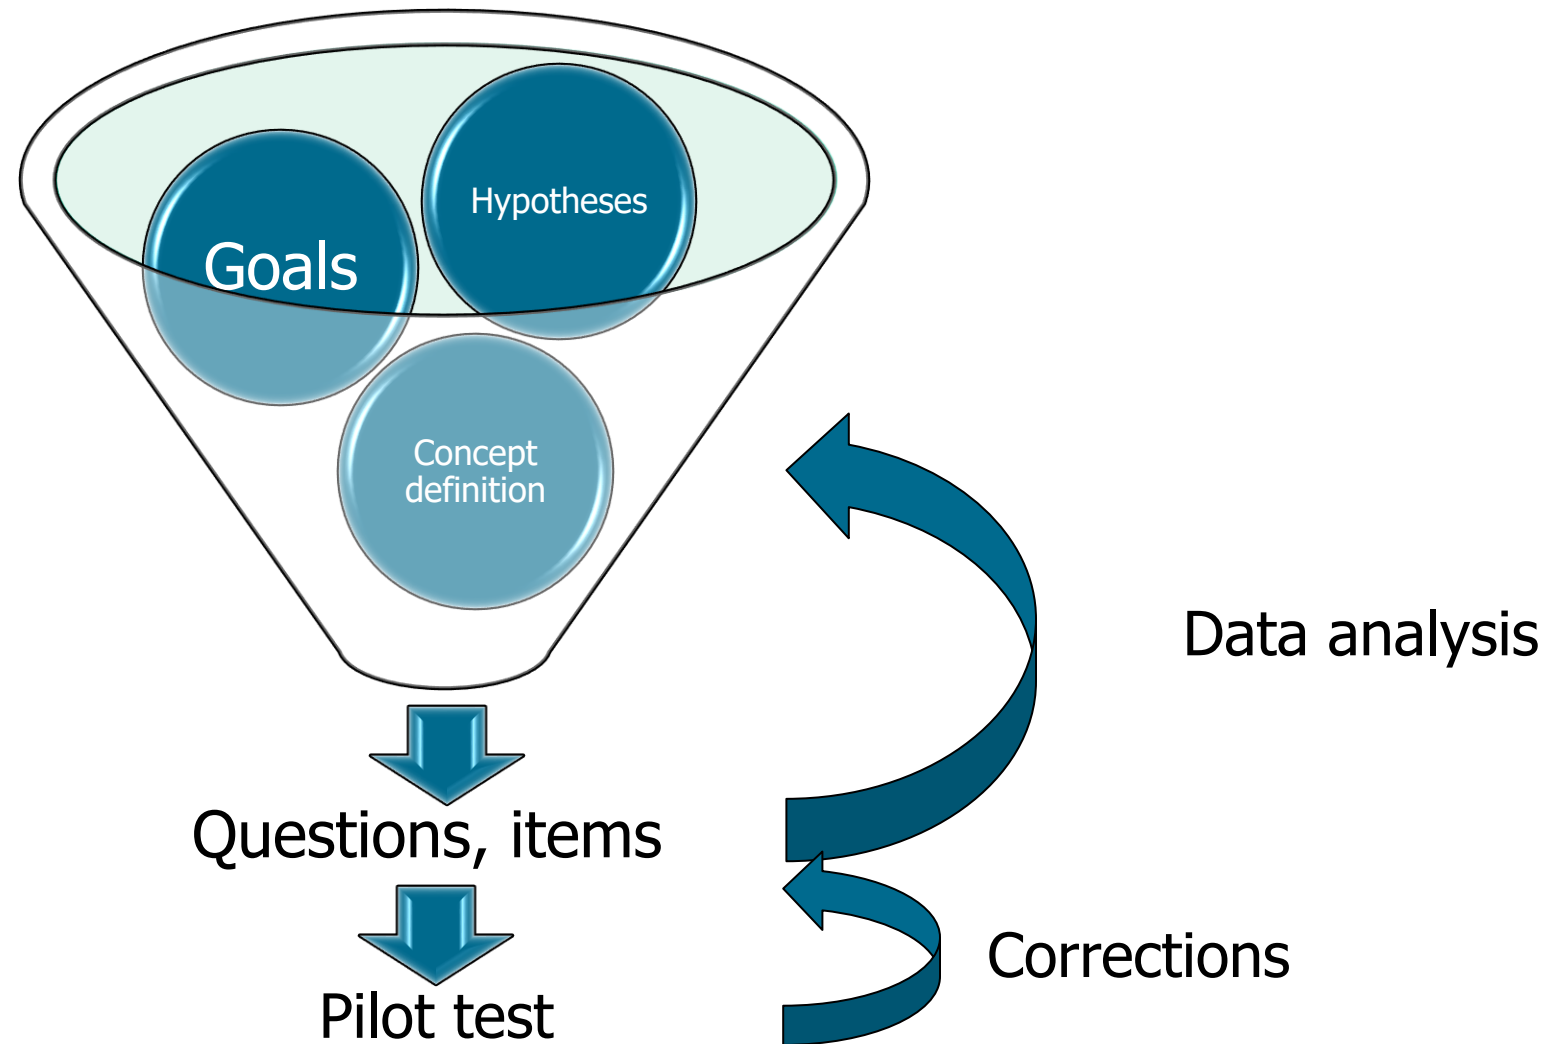 Hypotheses
Goals
Concept
definition
Data analysis
Questions, items
Corrections
Pilot test